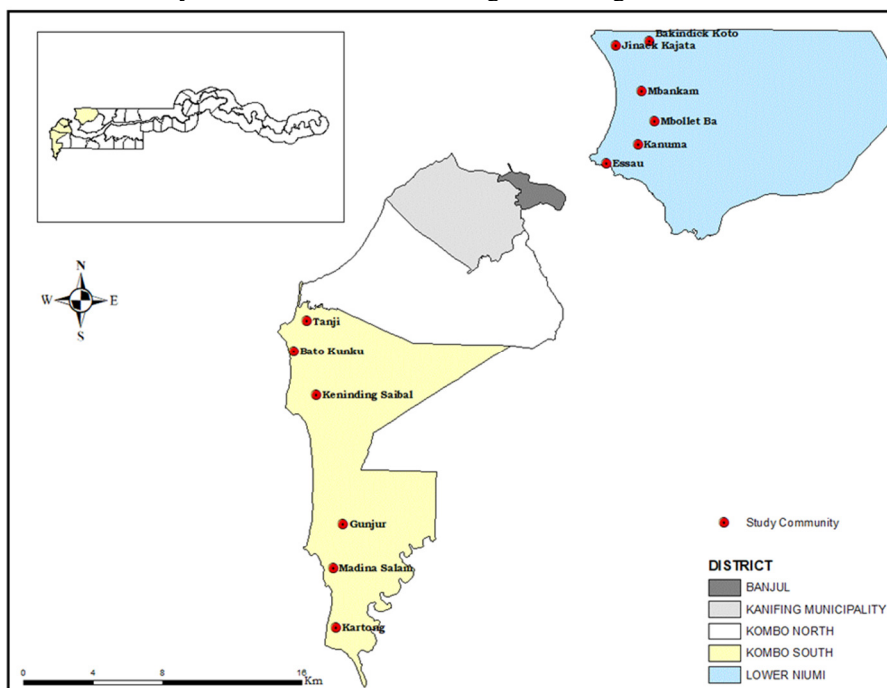 Bakindick Koto
Jinack Kajata
Mbankam
Mbollet Ba
Kanuma
Essau
N
W E
S
Tanji
Bato Kunku
Keninding Saibal
Gunjur
Madina Salam
Kartong
Study Community
DISTRICT
BANJUL
KANIFING MUNICIPALITY
KOMBO NORTH
KOMBO SOUTH
LOWER NIUMI
0 4 8 16
Km